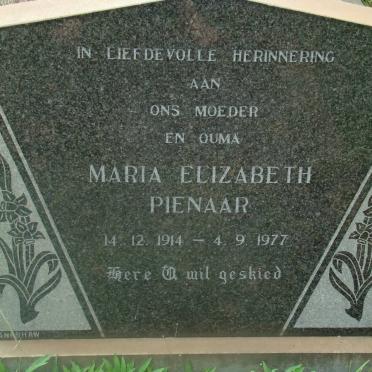 IN LIEFDEVOLLE HERINNERING
AAN
ONS MOEDER
EN OUMA
MARIA ELIZABETH
PIENAAR
14. 12. 1914 – 4. 9. 1977
Here U wil geskied